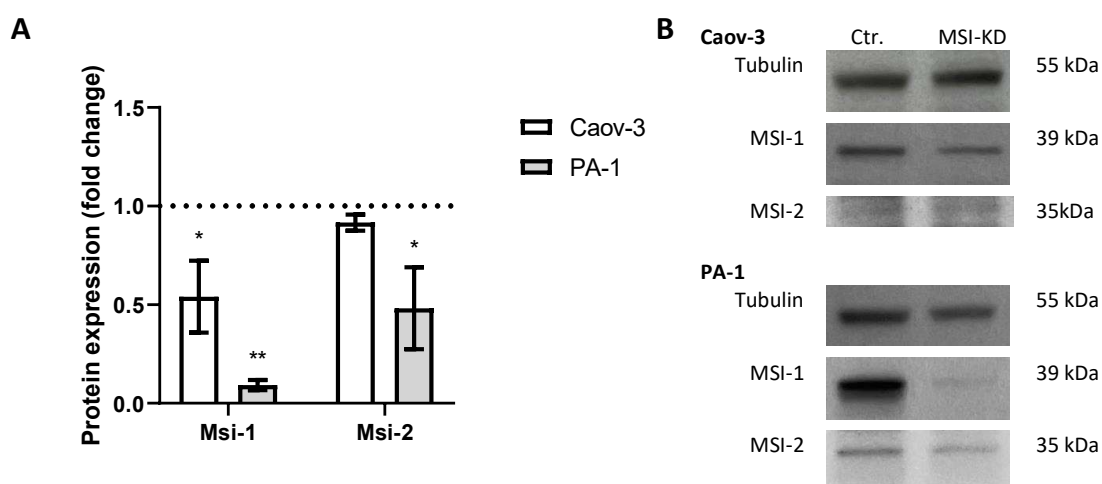 A
Protein expression (fold change)
1.5
1.0
0.5
0.0
*
**
*
Msi-1
Msi-2
Caov-3
PA-1
B
Caov-3 Ctr. MSI-KD
Tubulin 55 kDa
MSI-1 39 kDa
MSI-2 35kDa
PA-1
Tubulin 55 kDa
MSI-1 39 kDa
MSI-2 35 kDa